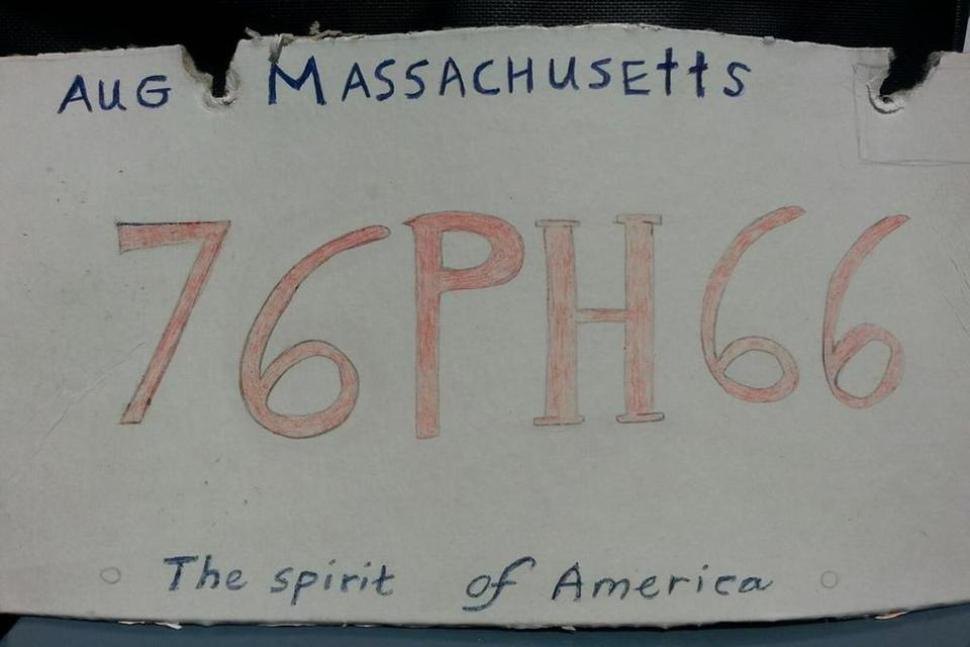 AUG MASSACHUSEttS
76PH66
The spirit of America